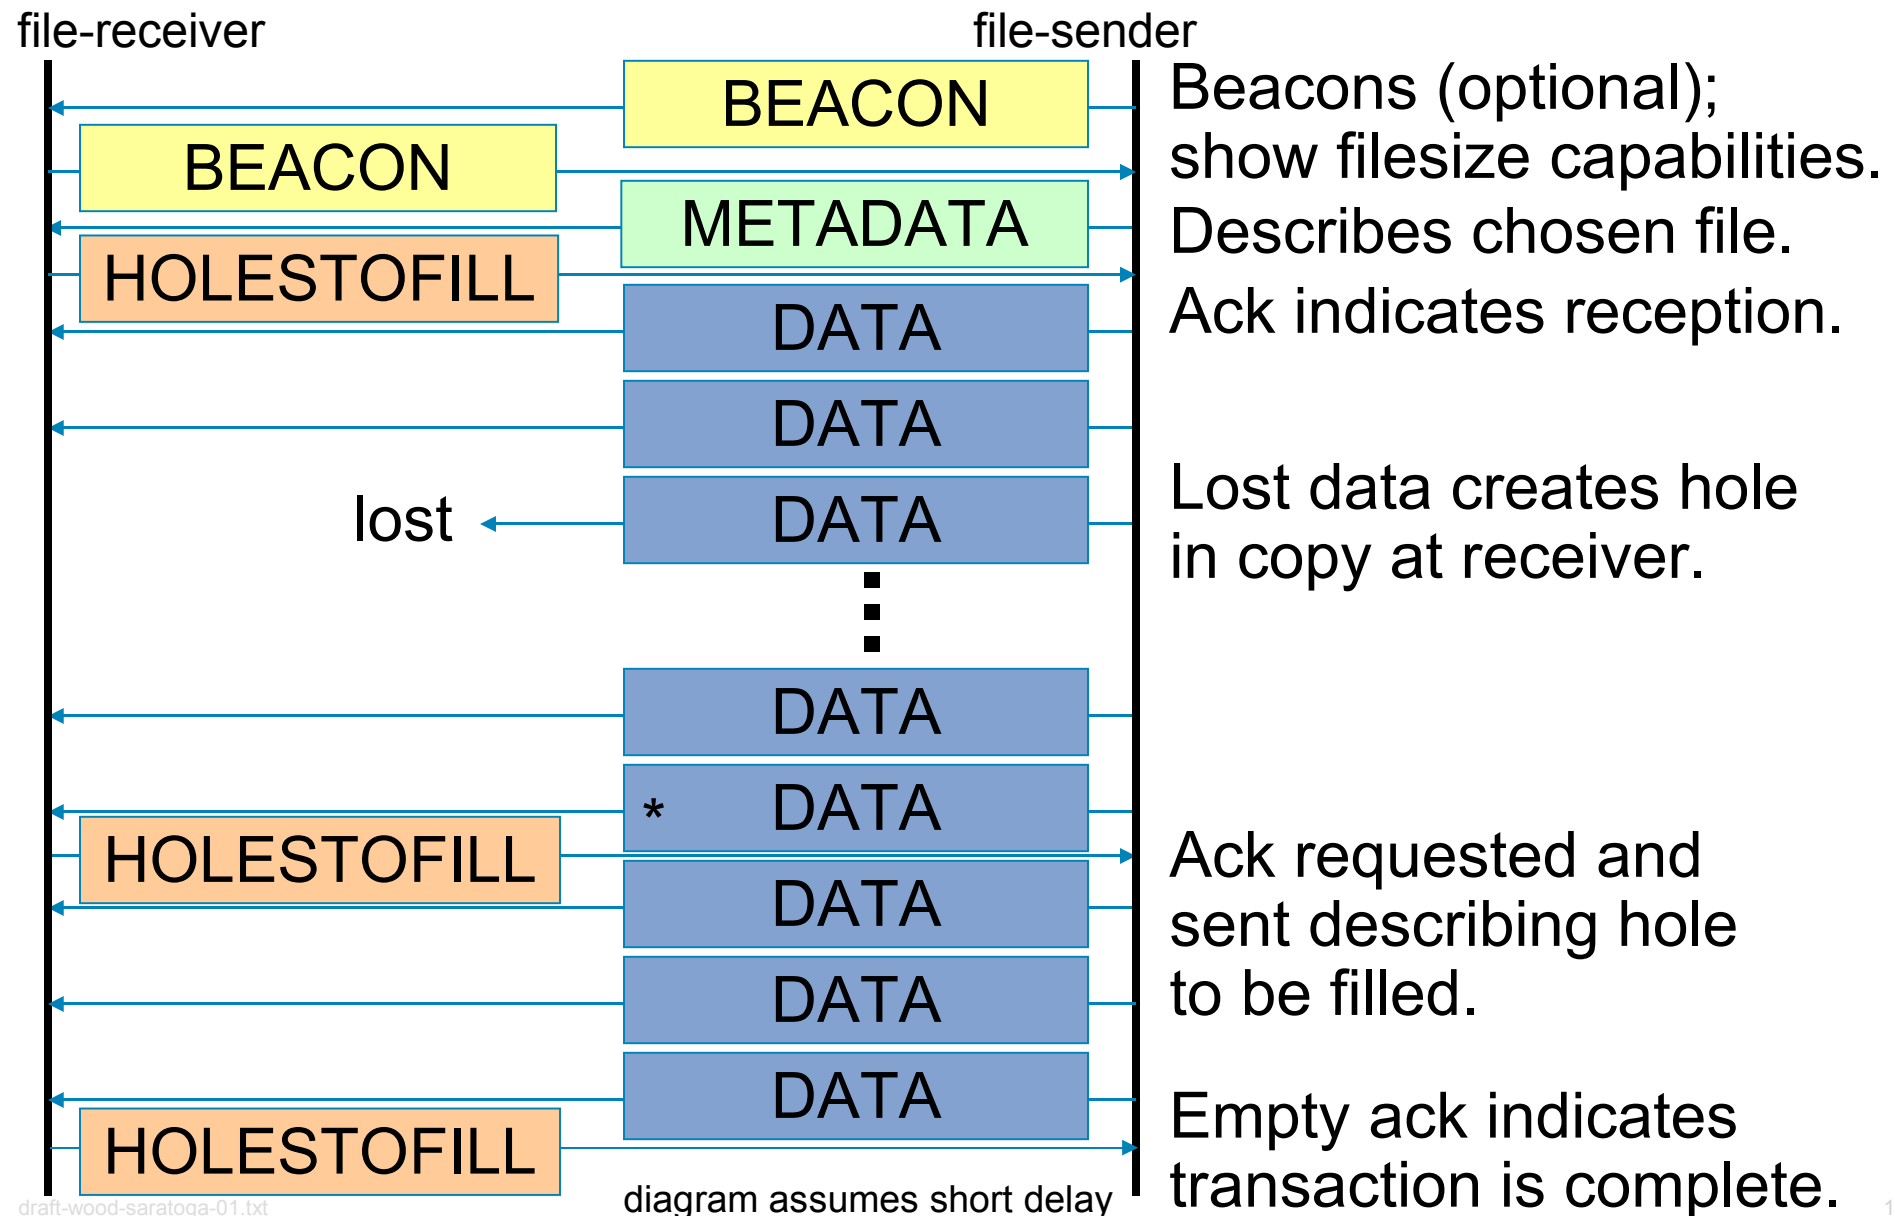 file-receiver
file-sender
BEACON
Beacons (optional);
show filesize capabilities.
BEACON
METADATA
Describes chosen file.
HOLESTOFILL
Ack indicates reception.
DATA
DATA
lost
DATA
Lost data creates hole
in copy at receiver.
DATA
* DATA
HOLESTOFILL
Ack requested and
sent describing hole
to be filled.
DATA
DATA
DATA
HOLESTOFILL
Empty ack indicates
transaction is complete.
draft-wood-saratoga-01.txt
diagram assumes short delay
1